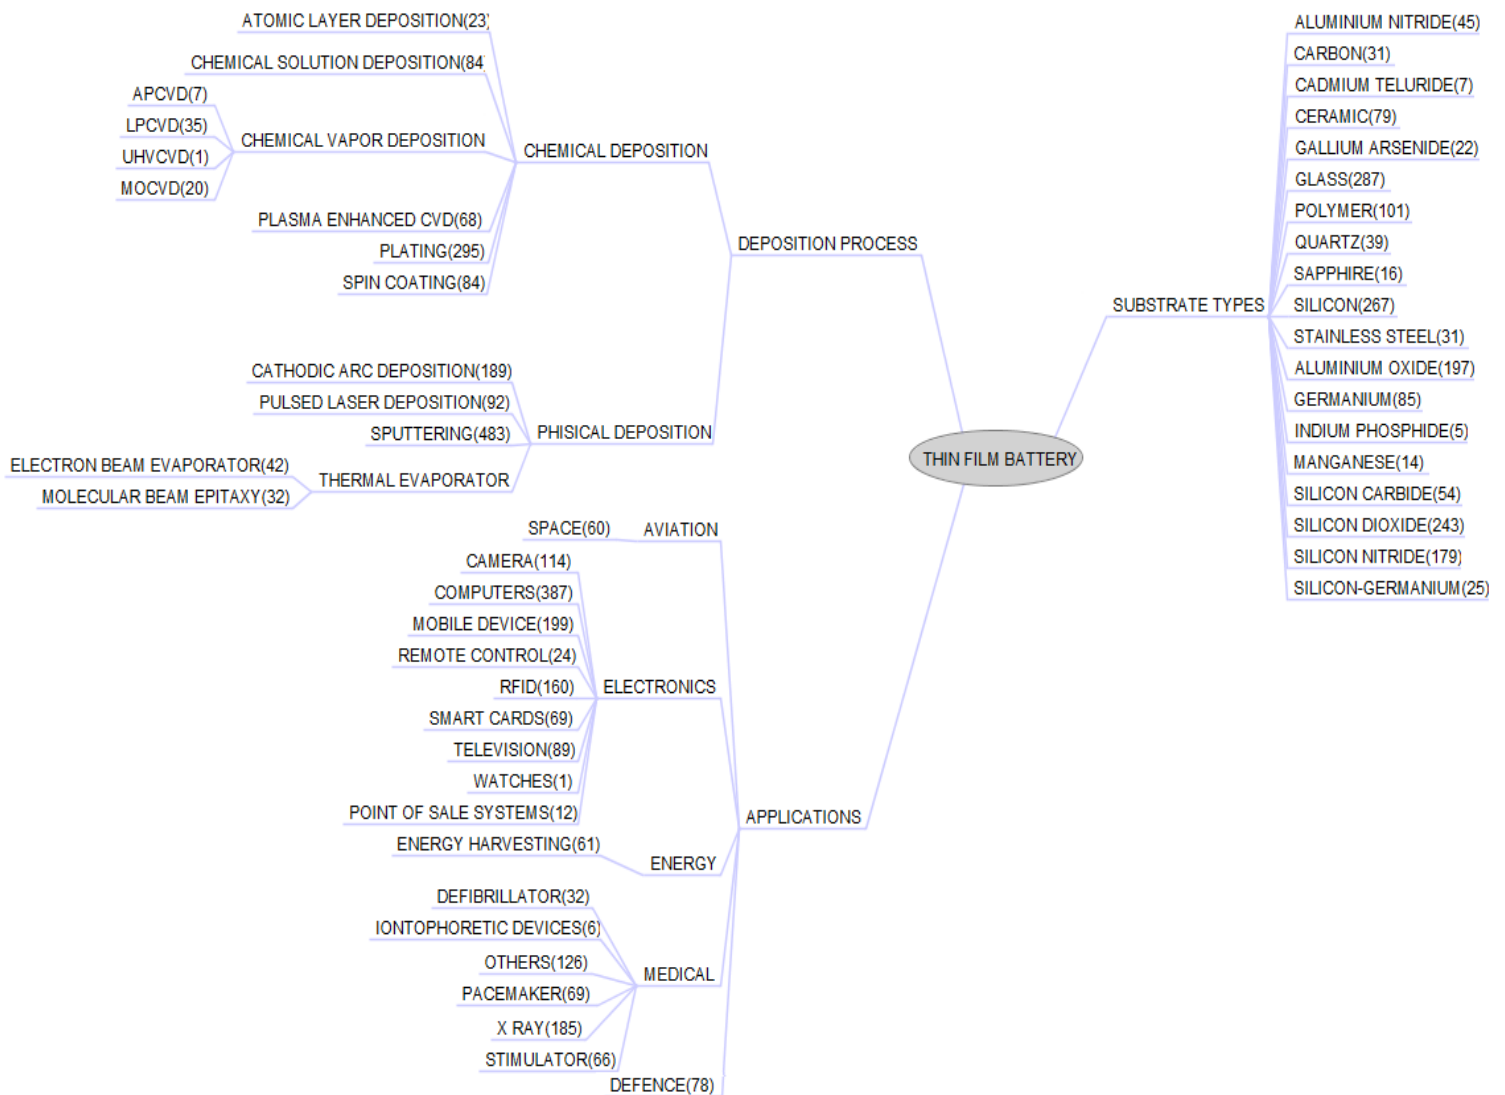 ATOMIC LAYER DEPOSITION(23)
CHEMICAL SOLUTION DEPOSITION(84)
APCVD(7)
LPCVD(35)
UHVCVD(1)
MOCVD(20)
CHEMICAL VAPOR DEPOSITION
PLASMA ENHANCED CVD(68)
PLATING(295)
SPIN COATING(84)
CHEMICAL DEPOSITION
CATHODIC ARC DEPOSITION(189)
PULSED LASER DEPOSITION(92)
SPUTTERING(483)
ELECTRON BEAM EVAPORATOR(42)
MOLECULAR BEAM EPITAXY(32)
THERMAL EVAPORATOR
PHISICAL DEPOSITION
DEPOSITION PROCESS
SPACE(60)
AVIATION
CAMERA(114)
COMPUTERS(387)
MOBILE DEVICE(199)
REMOTE CONTROL(24)
RFID(160)
SMART CARDS(69)
TELEVISION(89)
WATCHES(1)
POINT OF SALE SYSTEMS(12)
ELECTRONICS
ENERGY HARVESTING(61)
ENERGY
DEFIBRILLATOR(32)
IONTOPHORETIC DEVICES(6)
OTHERS(126)
PACEMAKER(69)
X RAY(185)
STIMULATOR(66)
MEDICAL
DEFENCE(78)
APPLICATIONS
THIN FILM BATTERY
SUBSTRATE TYPES
ALUMINIUM NITRIDE(45)
CARBON(31)
CADMIUM TELURIDE(7)
CERAMIC(79)
GALLIUM ARSENIDE(22)
GLASS(287)
POLYMER(101)
QUARTZ(39)
SAPPHIRE(16)
SILICON(267)
STAINLESS STEEL(31)
ALUMINIUM OXIDE(197)
GERMANIUM(85)
INDIUM PHOSPHIDE(5)
MANGANESE(14)
SILICON CARBIDE(54)
SILICON DIOXIDE(243)
SILICON NITRIDE(179)
SILICON-GERMANIUM(25)